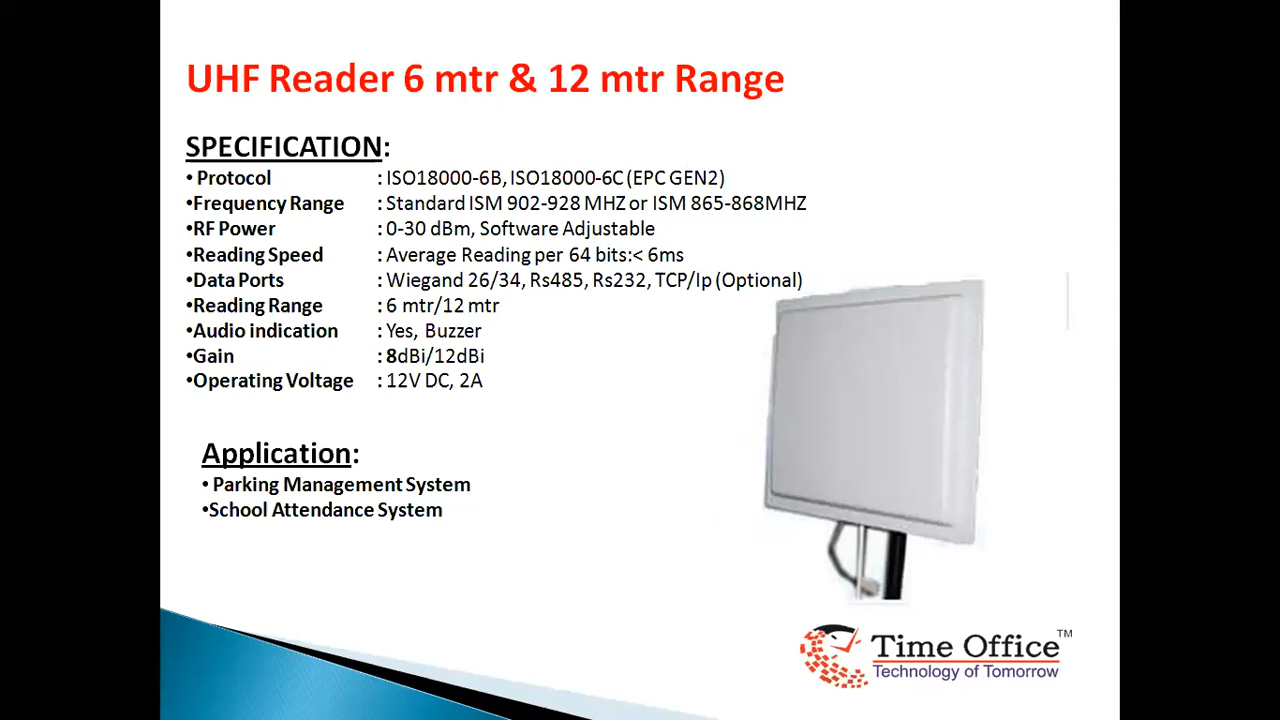 UHF Reader 6 mtr & 12 mtr Range
SPECIFICATION:
• Protocol : ISO18000-6B, ISO18000-6C (EPC GEN2)
•Frequency Range : Standard ISM 902-928 MHZ or ISM 865-868MHZ
•RF Power : 0-30 dBm, Software Adjustable
•Reading Speed : Average Reading per 64 bits:< 6ms
•Data Ports : Wiegand 26/34, Rs485, Rs232, TCP/Ip (Optional)
•Reading Range : 6 mtr/12 mtr
•Audio indication : Yes, Buzzer
•Gain : 8dBi/12dBi
•Operating Voltage : 12V DC, 2A
Application:
• Parking Management System
•School Attendance System
Time Office™
Technology of Tomorrow